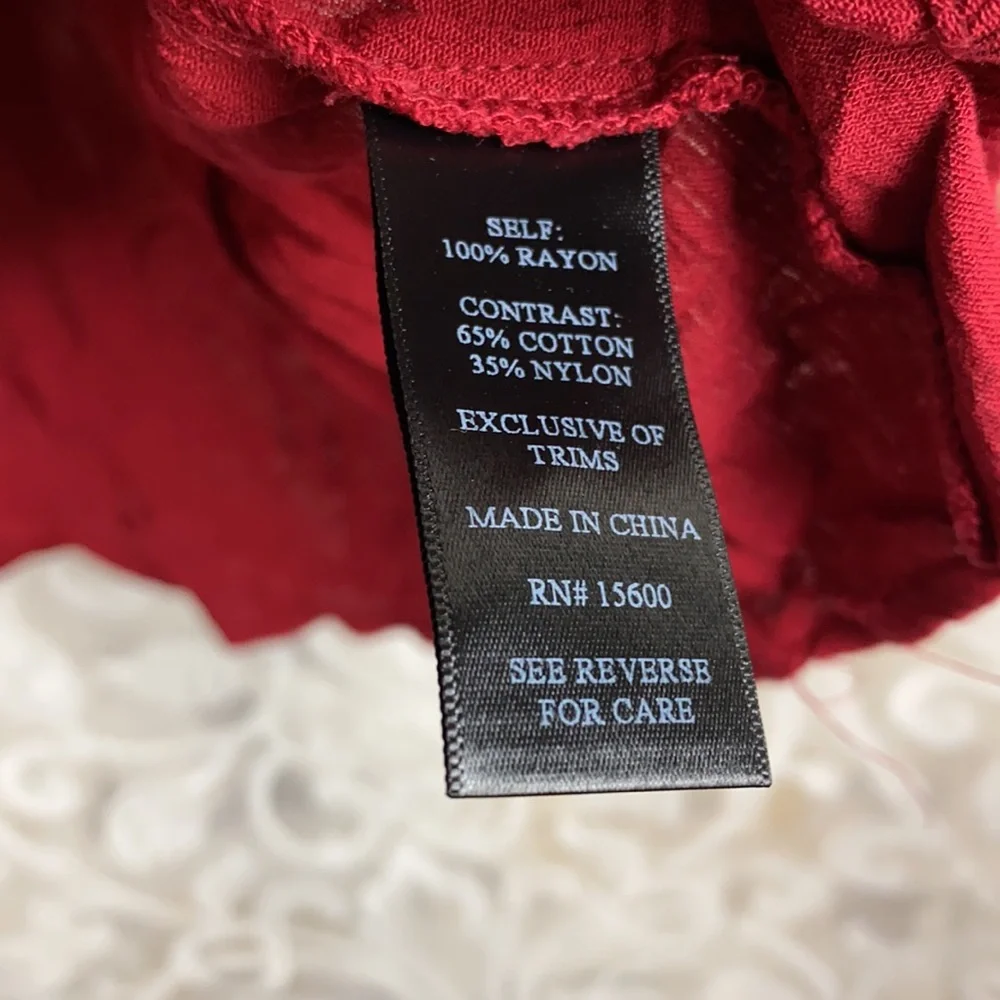 SELF:
100% RAYON
CONTRAST:
65% COTTON
35% NYLON
EXCLUSIVE OF
TRIMS
MADE IN CHINA
RN# 15600
SEE REVERSE
FOR CARE